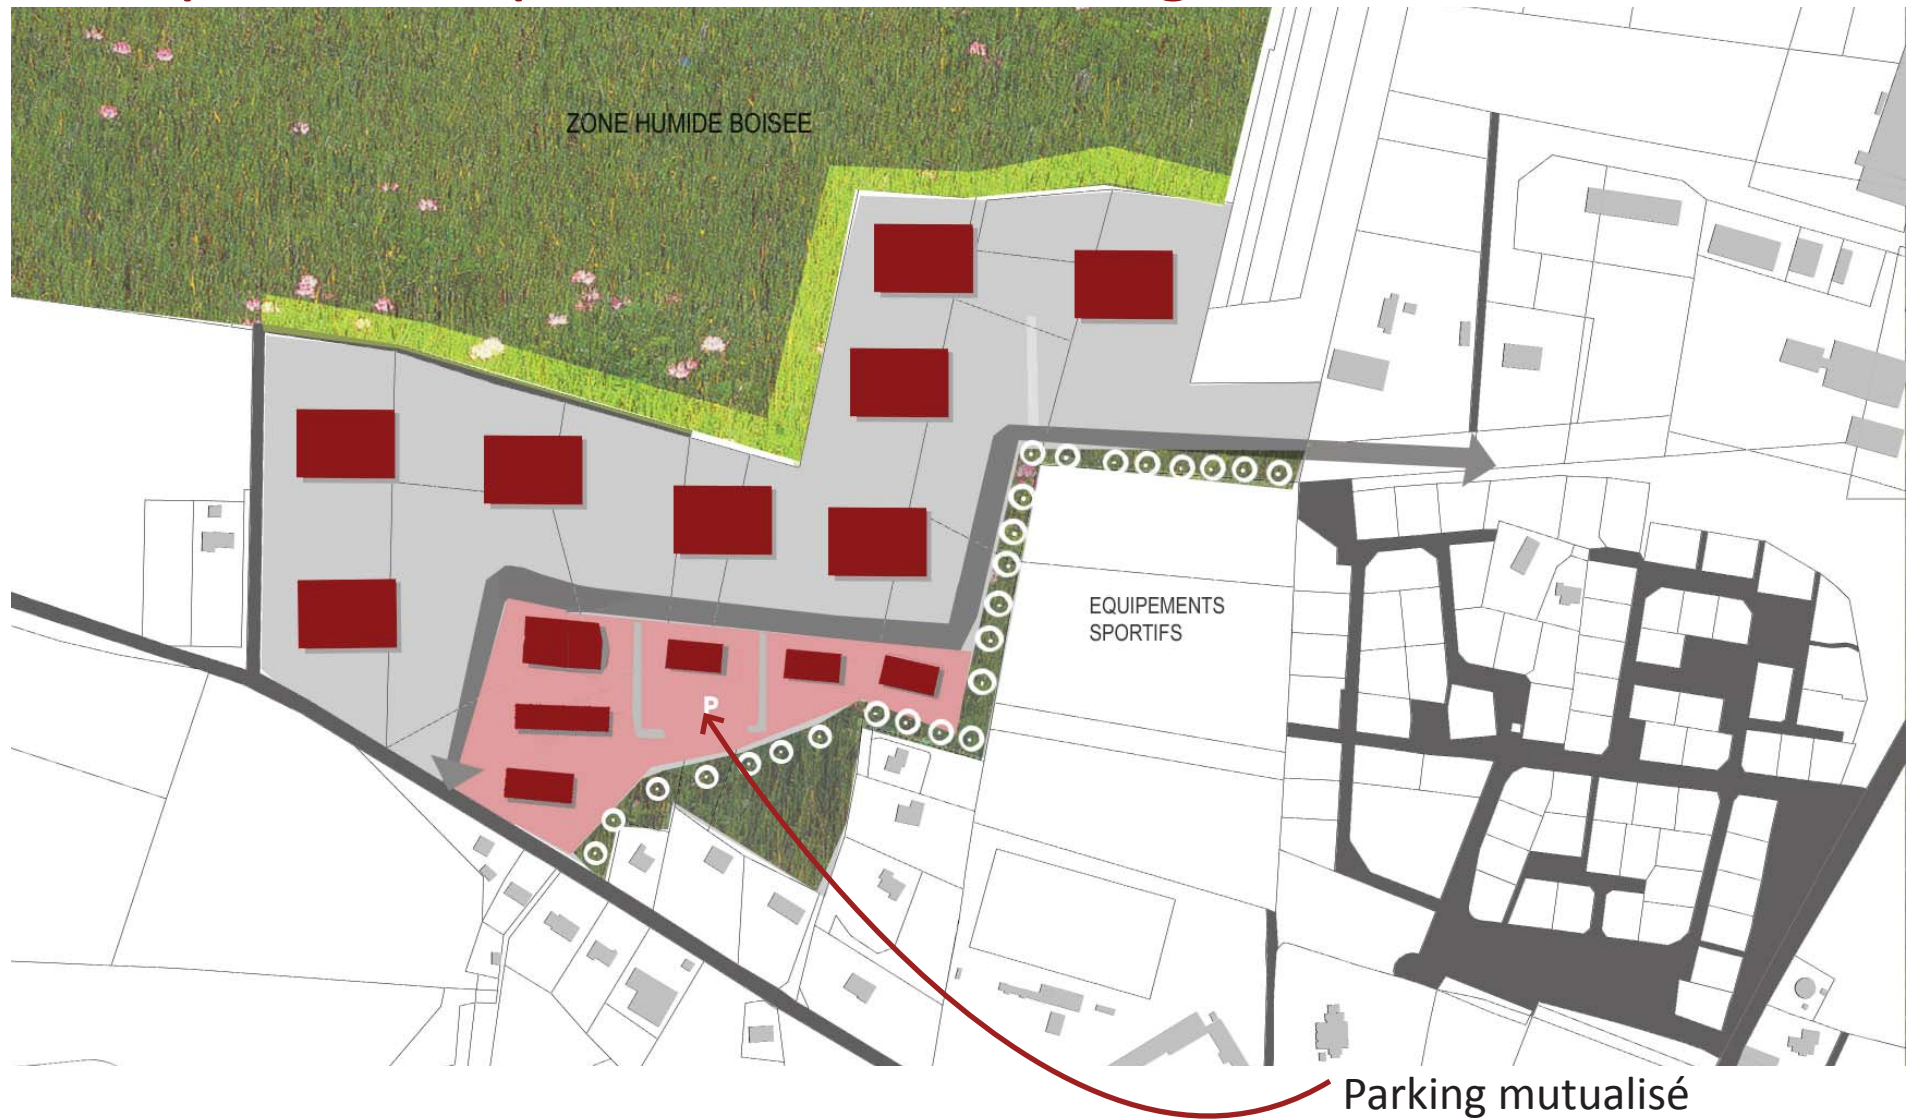 ZONE HUMIDE BOISEE
EQUIPEMENTS
SPORTIFS
P
Parking mutualisé